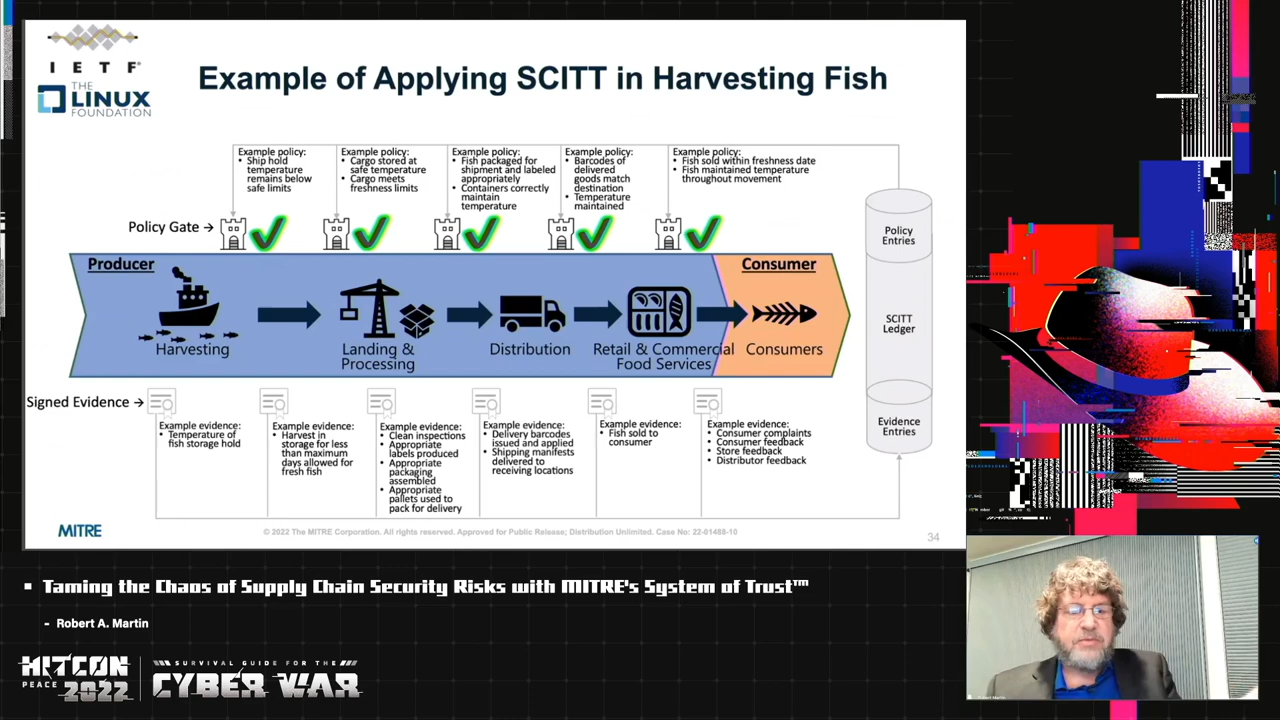 IETF®
THE
LINUX
FOUNDATION
Example of Applying SCITT in Harvesting Fish
Example policy:
• Ship hold
temperature
remains below
safe limits
Example policy:
• Cargo stored at
safe temperature
• Cargo meets
freshness limits
Example policy:
• Fish packaged for
shipment and labeled
appropriately
• Containers correctly
maintain
temperature
Example policy:
• Barcodes of
delivered
goods match
destination
• Temperature
maintained
Example policy:
• Fish sold within freshness date
• Fish maintained temperature
throughout movement
Policy Gate →
Producer
Consumer
Harvesting
Landing &
Processing
Distribution
Retail & Commercial
Food Services
Consumers
Policy
Entries
SCITT
Ledger
Evidence
Entries
Signed Evidence →
Example evidence:
• Temperature of
fish storage hold
Example evidence:
• Harvest in
storage for less
than maximum
days allowed for
fresh fish
Example evidence:
• Clean inspections
• Appropriate
labels produced
• Appropriate
packaging
assembled
• Appropriate
pallets used to
pack for delivery
Example evidence:
• Delivery barcodes
issued and applied
• Shipping manifests
delivered to
receiving locations
Example evidence:
• Fish sold to
consumer
Example evidence:
• Consumer complaints
• Consumer feedback
• Store feedback
• Distributor feedback
MITRE
© 2022 The MITRE Corporation. All rights reserved. Approved for Public Release; Distribution Unlimited. Case No: 22-01488-10
34
▪ Taming the Chaos of Supply Chain Security Risks with MITRE's System of Trust™
- Robert A. Martin
HITCON
PEACE 2022
SURVIVAL GUIDE FOR THE
CYBER WAR